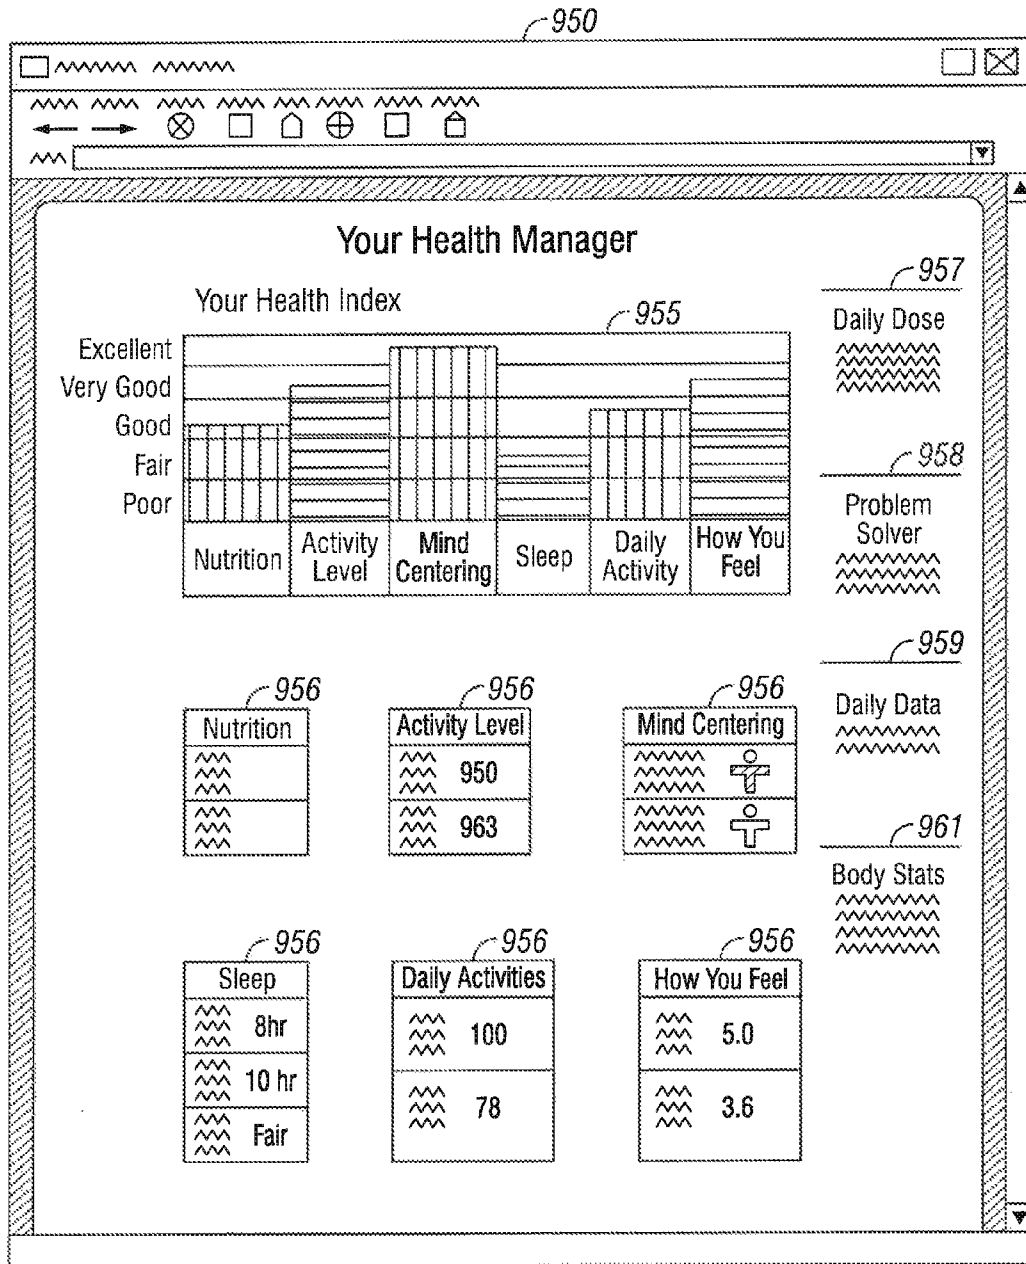 950
Your Health Manager
Your Health Index
955
Excellent
Very Good
Good
Fair
Poor
Nutrition
Activity
Level
Mind
Centering
Sleep
Daily
Activity
How You
Feel
957
Daily Dose
958
Problem
Solver
959
Daily Data
961
Body Stats
956
Nutrition
956
Activity Level
950
963
956
Mind Centering
956
Sleep
8hr
10 hr
Fair
956
Daily Activities
100
78
956
How You Feel
5.0
3.6